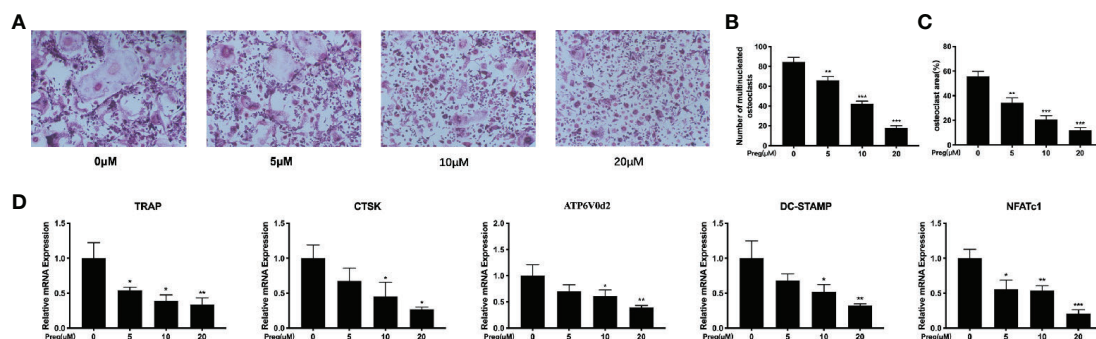 A
0μM
5μM
10μM
20μM
B
Number of multinucleated
osteoclasts
100
80
60
40
20
0
**
***
***
Preg(μM)
0
5
10
20
C
osteoclast area(%)
80
60
40
20
0
**
***
***
Preg(μM)
0
5
10
20
D
TRAP
Relative mRNA Expression
1.5
1.0
0.5
0.0
*
*
**
Preg(μM)
0
5
10
20
CTSK
Relative mRNA Expression
1.5
1.0
0.5
0.0
*
*
Preg(μM)
0
5
10
20
ATP6V0d2
Relative mRNA Expression
2.0
1.5
1.0
0.5
0.0
*
**
Preg(μM)
0
5
10
20
DC-STAMP
Relative mRNA Expression
1.5
1.0
0.5
0.0
*
**
Preg(μM)
0
5
10
20
NFATc1
Relative mRNA Expression
1.5
1.0
0.5
0.0
*
**
***
Preg(μM)
0
5
10
20